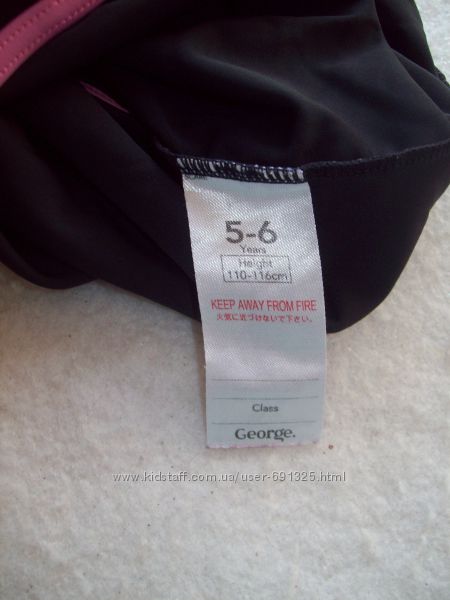 5-6
Years
Height
110-116cm
KEEP AWAY FROM FIRE
火気に近づけないで下さい。
Class
George.
www.kidstaff.com.ua/user-691325.html